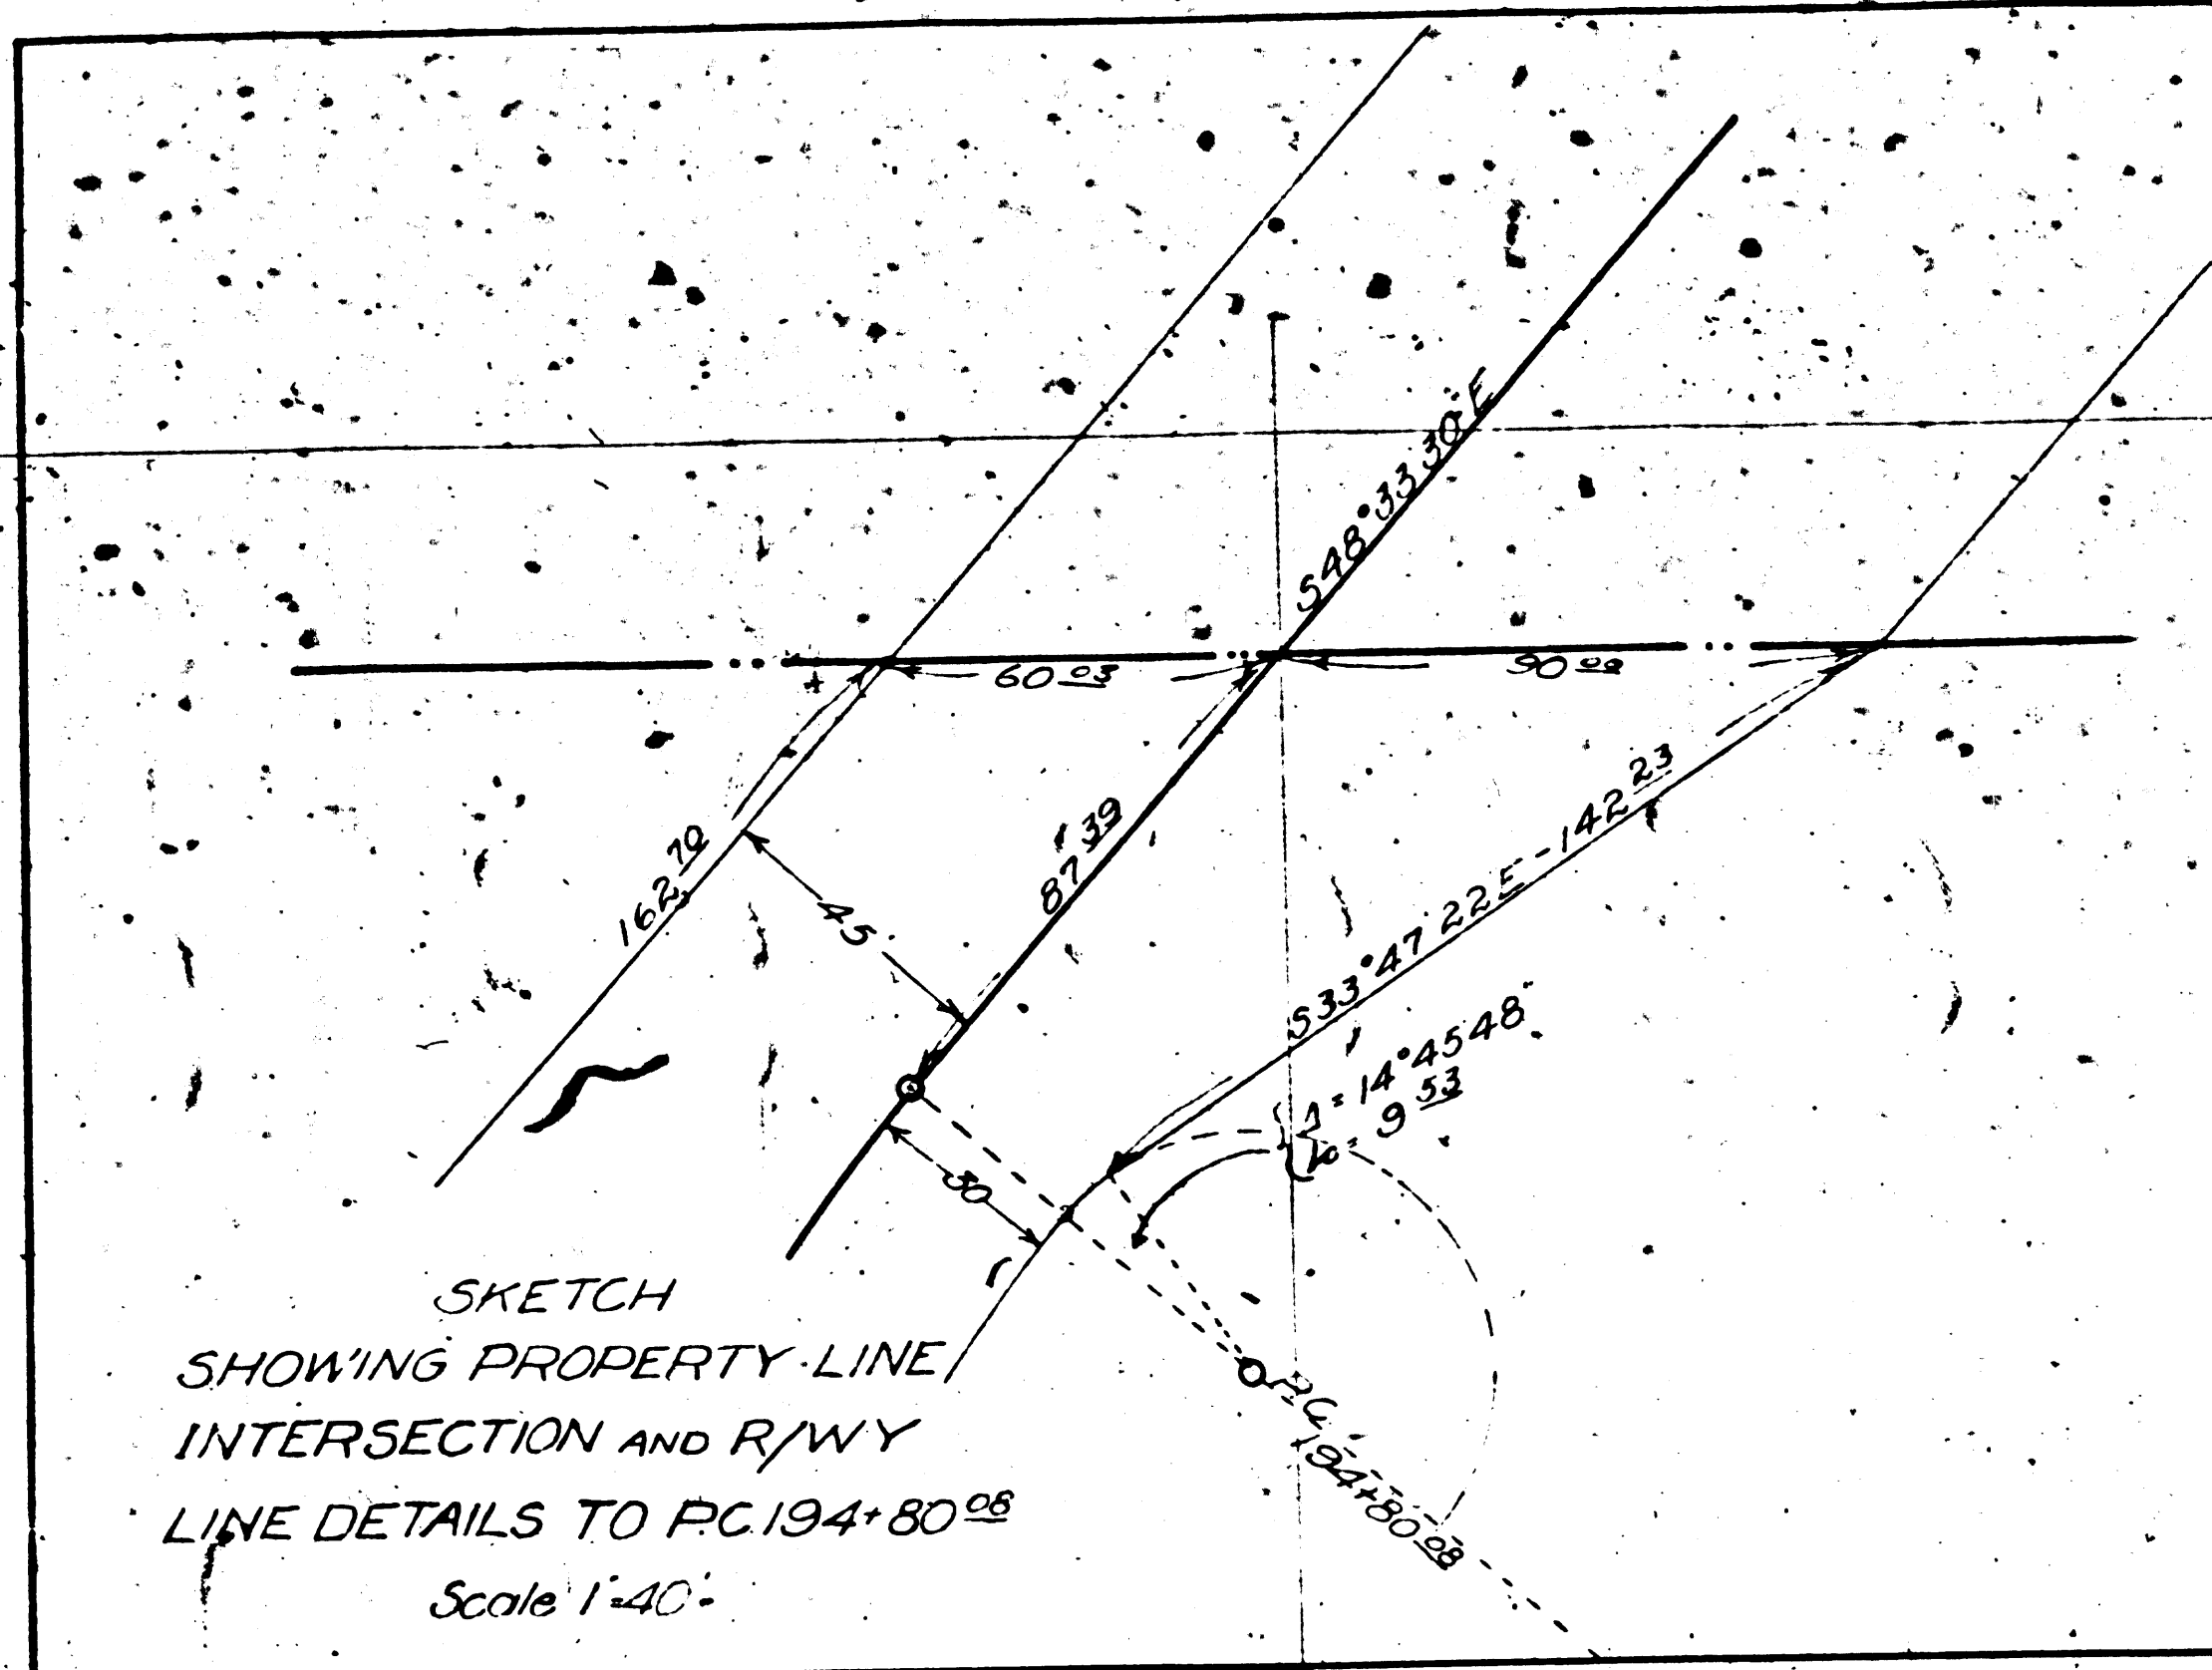 S48°33'30"E
60 03
90 00
162 70
45'
87 39
S33°47'22"E-142 23
Δ=14°45'48"
9 53
30
P.C.
194+80 08
SKETCH
SHOWING PROPERTY-LINE
INTERSECTION AND R/WY
LINE DETAILS TO P.C. 194+80 08
Scale 1"=40'